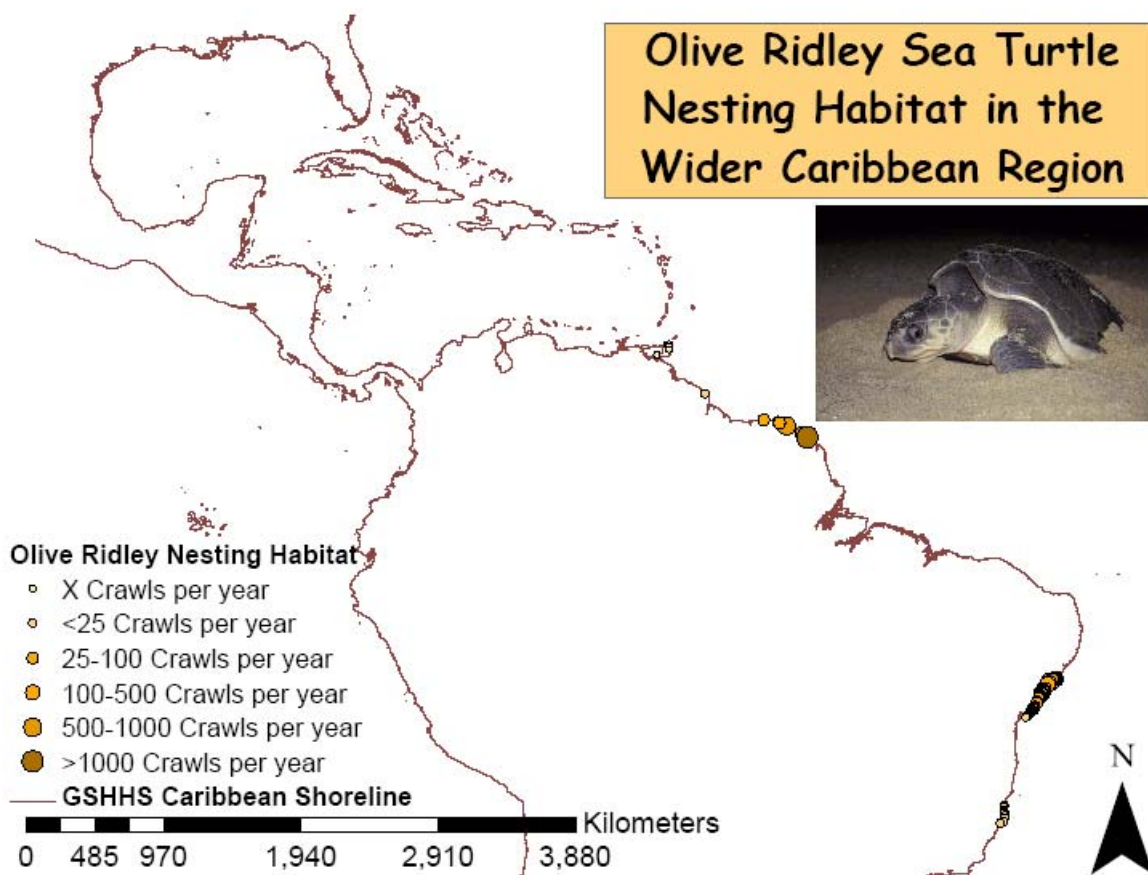 Olive Ridley Sea Turtle
Nesting Habitat in the
Wider Caribbean Region
Olive Ridley Nesting Habitat
X Crawls per year
<25 Crawls per year
25-100 Crawls per year
100-500 Crawls per year
500-1000 Crawls per year
>1000 Crawls per year
GSHHS Caribbean Shoreline
Kilometers
0 485 970 1,940 2,910 3,880
N